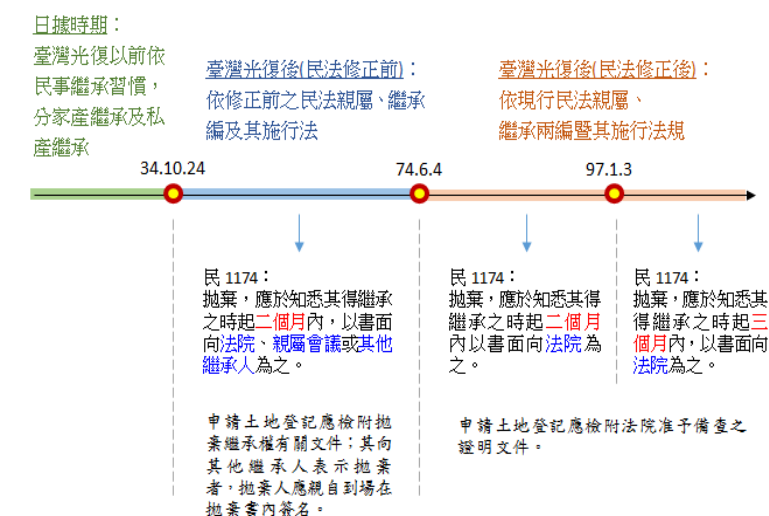 日據時期：
臺灣光復以前依
民事繼承習慣，
分家產繼承及私
產繼承
臺灣光復後(民法修正前)：
依修正前之民法親屬、繼承
編及其施行法
臺灣光復後(民法修正後)：
依現行民法親屬、
繼承兩編暨其施行法規
34.10.24
74.6.4
97.1.3
民 1174：
拋棄，應於知悉其得繼承
之時起二個月內，以書面
向法院、親屬會議或其他
繼承人為之。
民 1174：
拋棄，應於知悉其得
繼承之時起二個月
內以書面向法院為
之。
民 1174：
拋棄，應於知悉其
得繼承之時起三
個月內，以書面向
法院為之。
申請土地登記應檢附拋
棄繼承權有關文件；其向
其他繼承人表示拋棄
者，拋棄人應親自到場在
拋棄書內簽名。
申請土地登記應檢附法院准予備查之
證明文件。